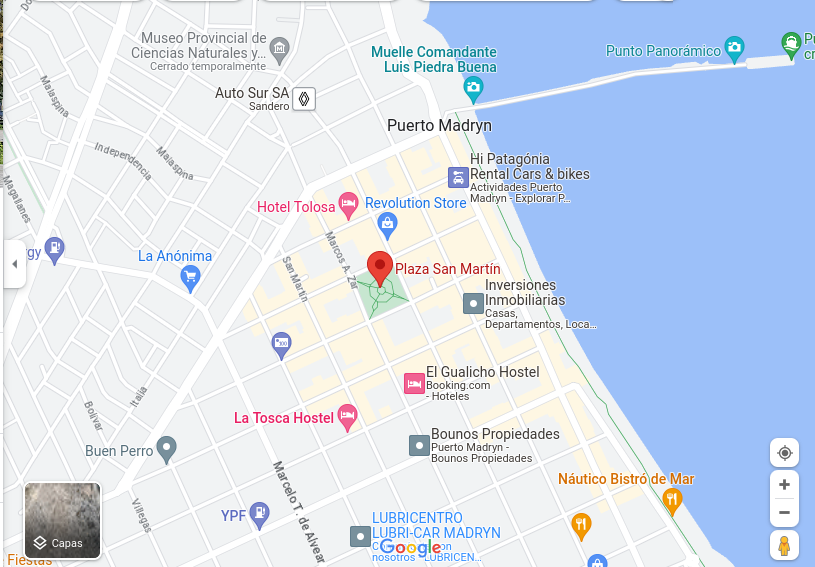 Museo Provincial de
Ciencias Naturales y...
Cerrado temporalmente
Muelle Comandante
Luis Piedra Buena
Punto Panorámico
Auto Sur SA
Sandero
Puerto Madryn
Malaspina
Independencia
Malaspina
Magallanes
Hi Patagónia
Rental Cars & bikes
Actividades Puerto
Madryn - Explorar P...
Hotel Tolosa
Revolution Store
La Anónima
San Martín
Marcos A. Zar
Plaza San Martín
Inversiones
Inmobiliarias
Casas,
Departamentos, Loca...
El Gualicho Hostel
Booking.com
- Hoteles
La Tosca Hostel
Italia
Bolívar
Buen Perro
Bounos Propiedades
Puerto Madryn -
Bounos Propiedades
Náutico Bistró de Mar
Villegas
Marcelo T. de Alvear
YPF
LUBRICENTRO
LUBRI-CAR MADRYN
nosotros - LUBRICEN...
Google
Capas
Fiestas